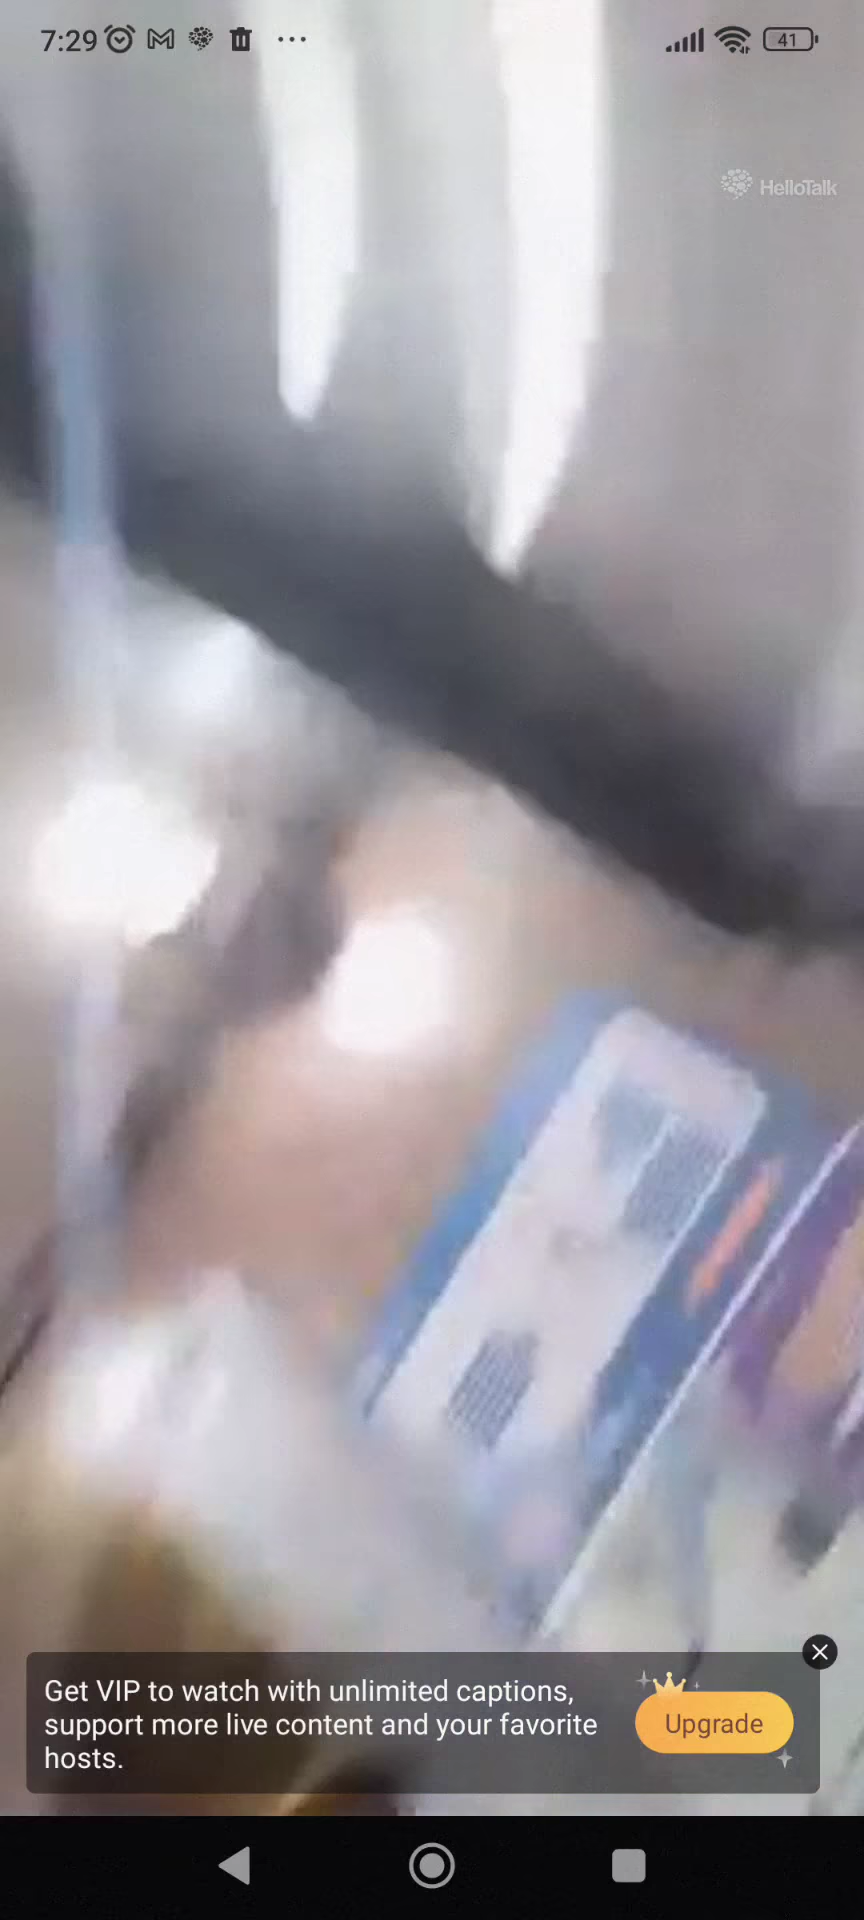 7:29
41
HelloTalk
Get VIP to watch with unlimited captions,
support more live content and your favorite
hosts.
Upgrade